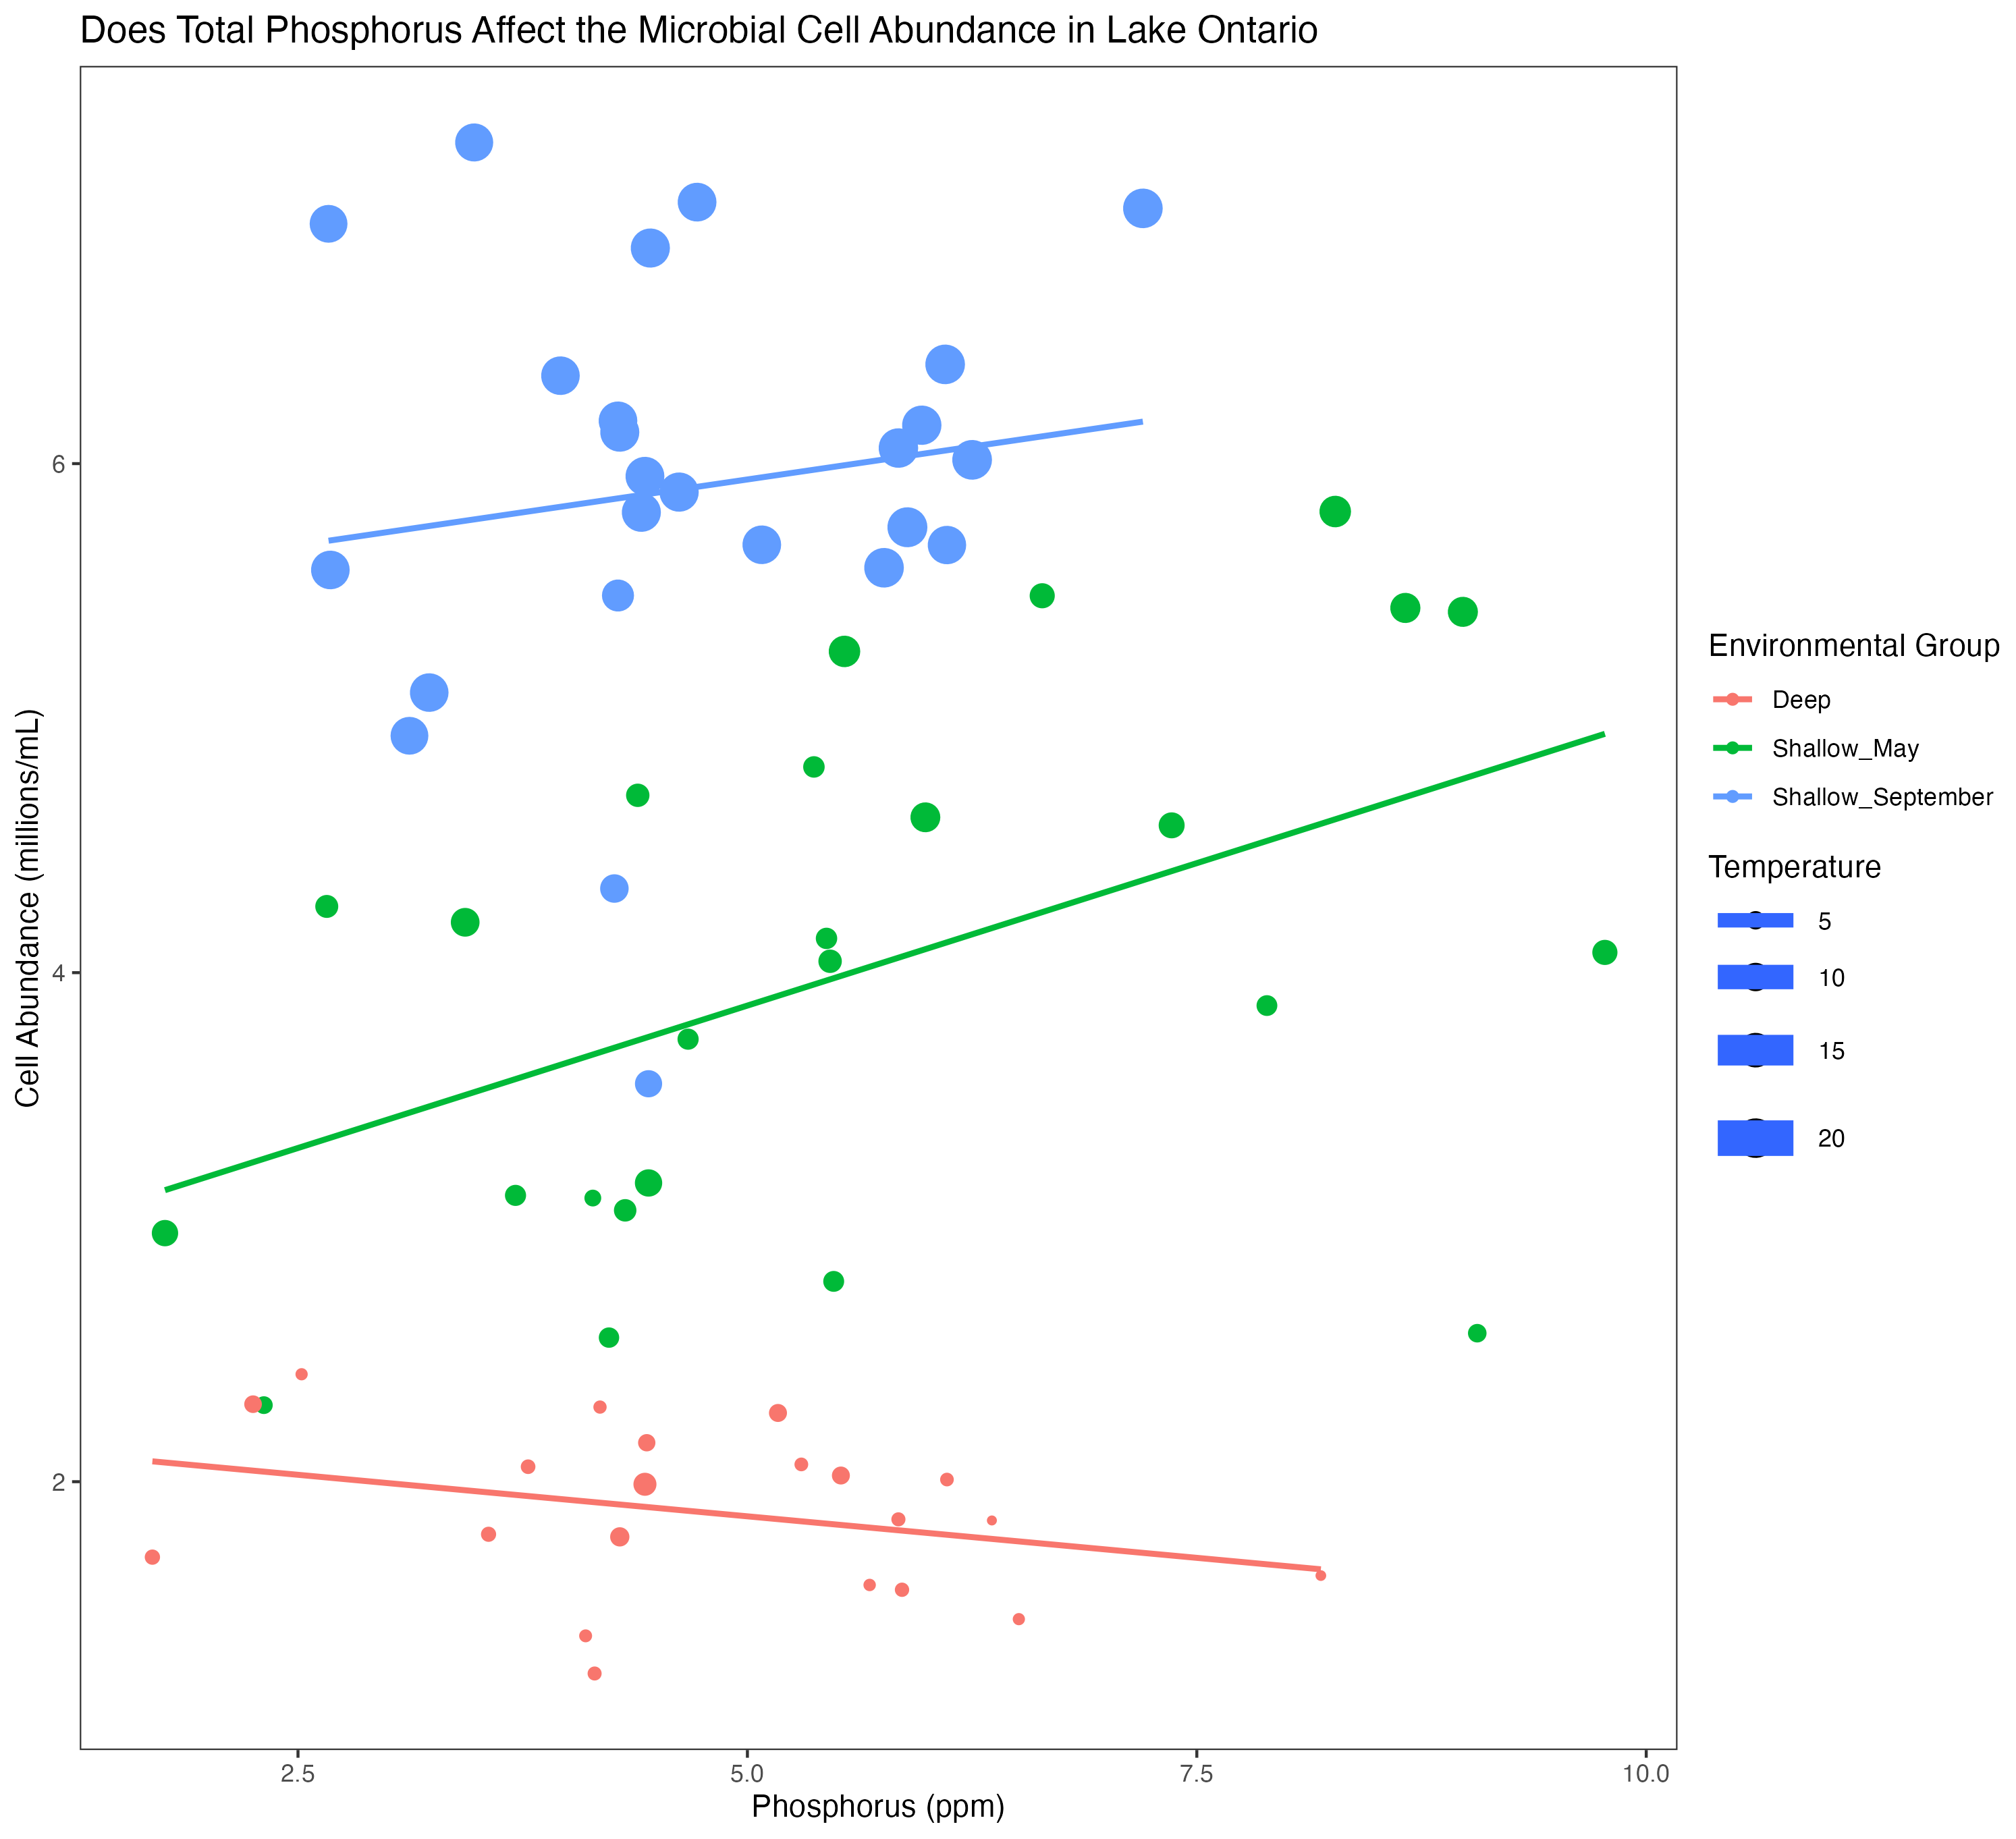 Does Total Phosphorus Affect the Microbial Cell Abundance in Lake Ontario
Cell Abundance (millions/mL)
6
4
2
2.5
5.0
7.5
10.0
Phosphorus (ppm)
Environmental Group
Deep
Shallow_May
Shallow_September
Temperature
5
10
15
20